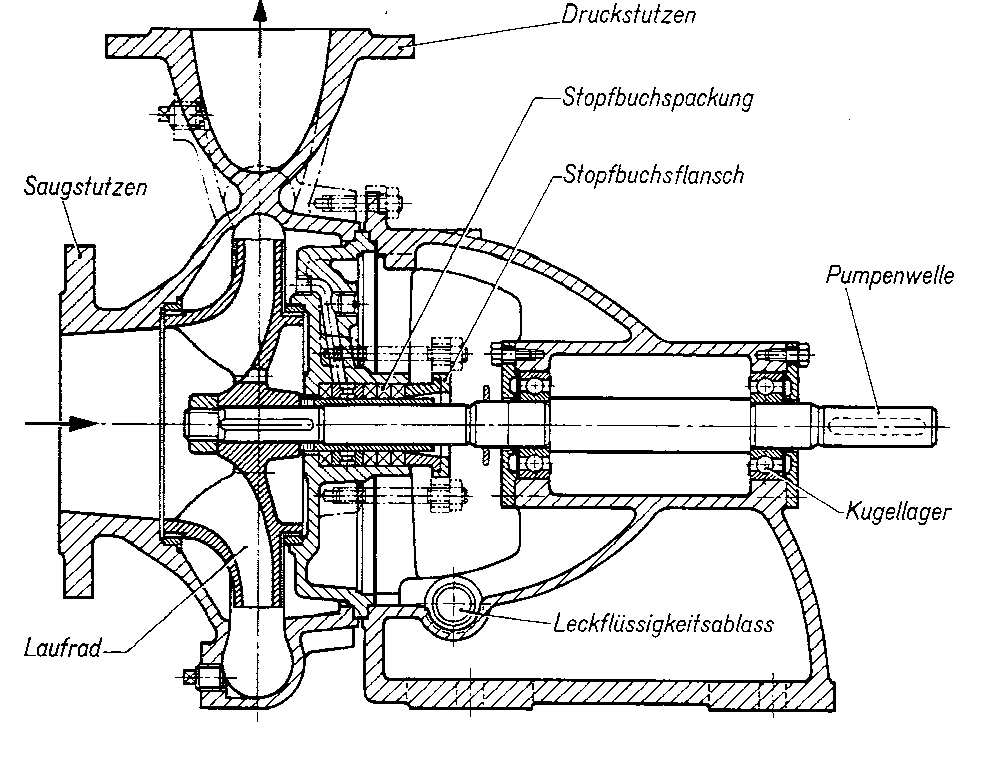 Druckstutzen
Stopfbuchspackung
Stopfbuchsflansch
Saugstutzen
Pumpenwelle
Kugellager
Leckflüssigkeitsablass
Laufrad